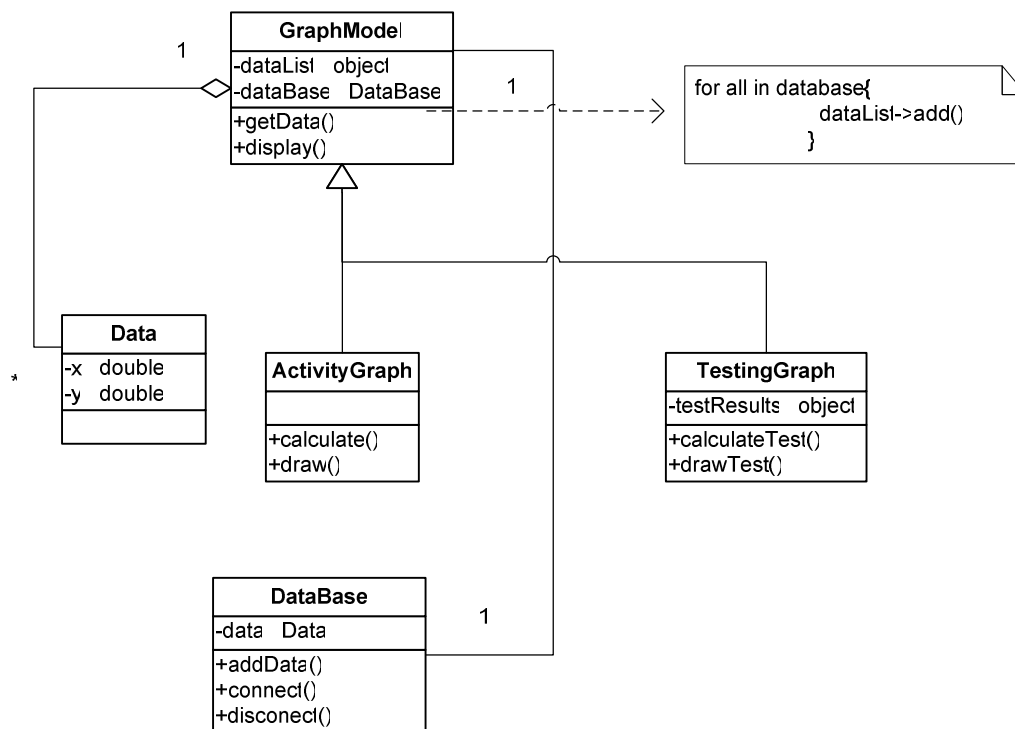 GraphModel
1
-dataList object
-dataBase DataBase
+getData()
+display()
1
for all in database{
dataList->add()
}
Data
-x double
-y double
*
ActivityGraph
+calculate()
+draw()
TestingGraph
-testResults object
+calculateTest()
+drawTest()
DataBase
-data Data
+addData()
+connect()
+disconect()
1